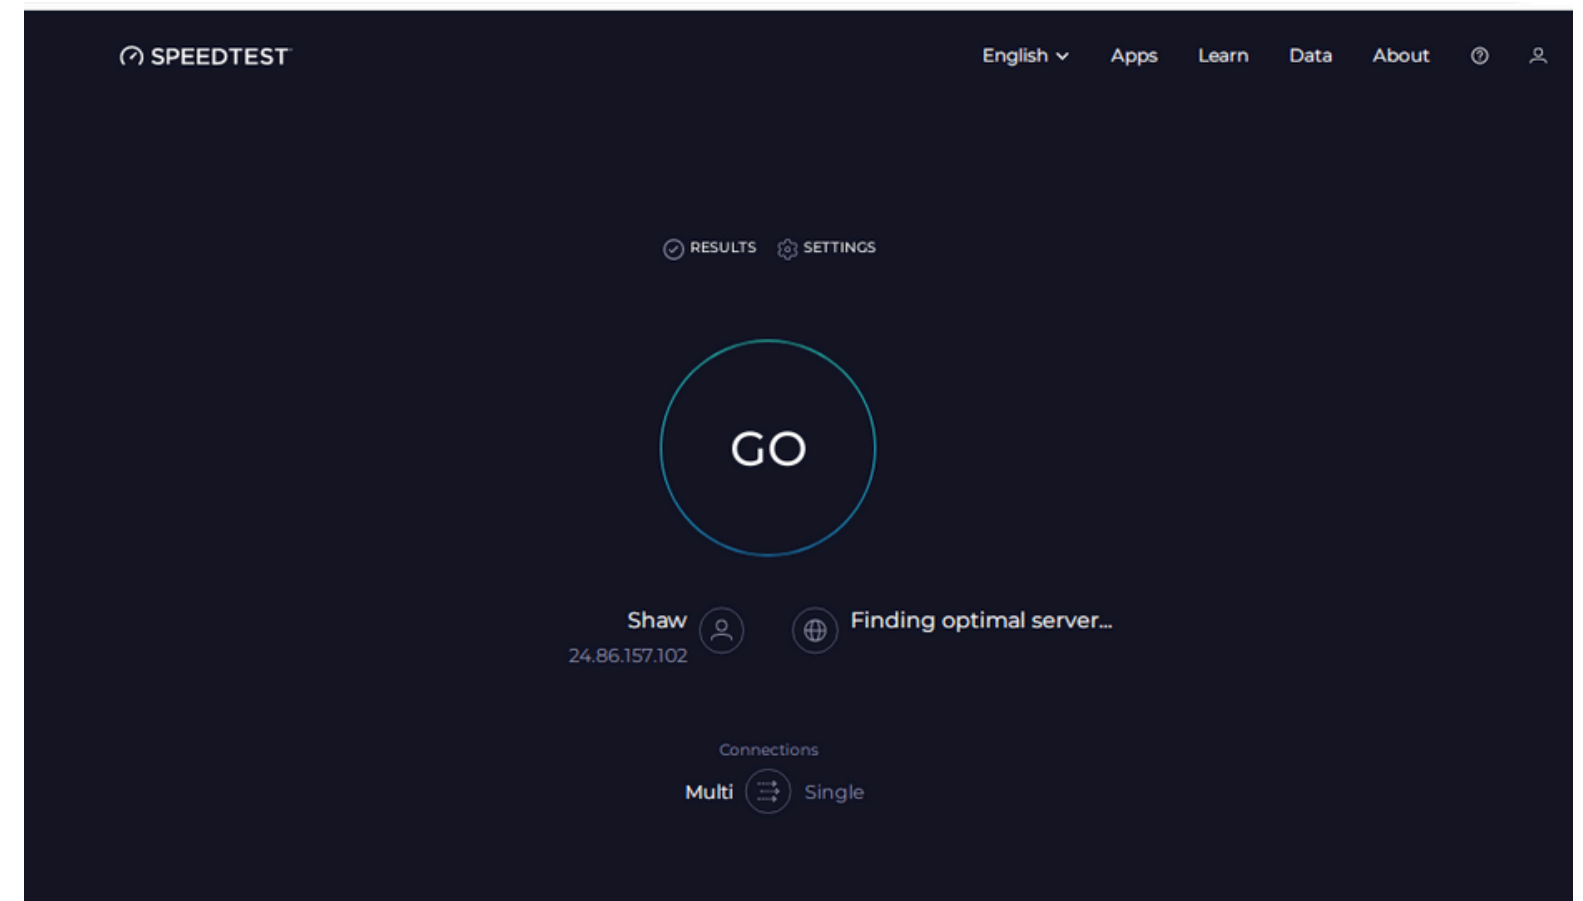 SPEEDTEST
English Apps Learn Data About
RESULTS SETTINGS
GO
Shaw
24.86.157.102
Finding optimal server...
Connections
Multi Single